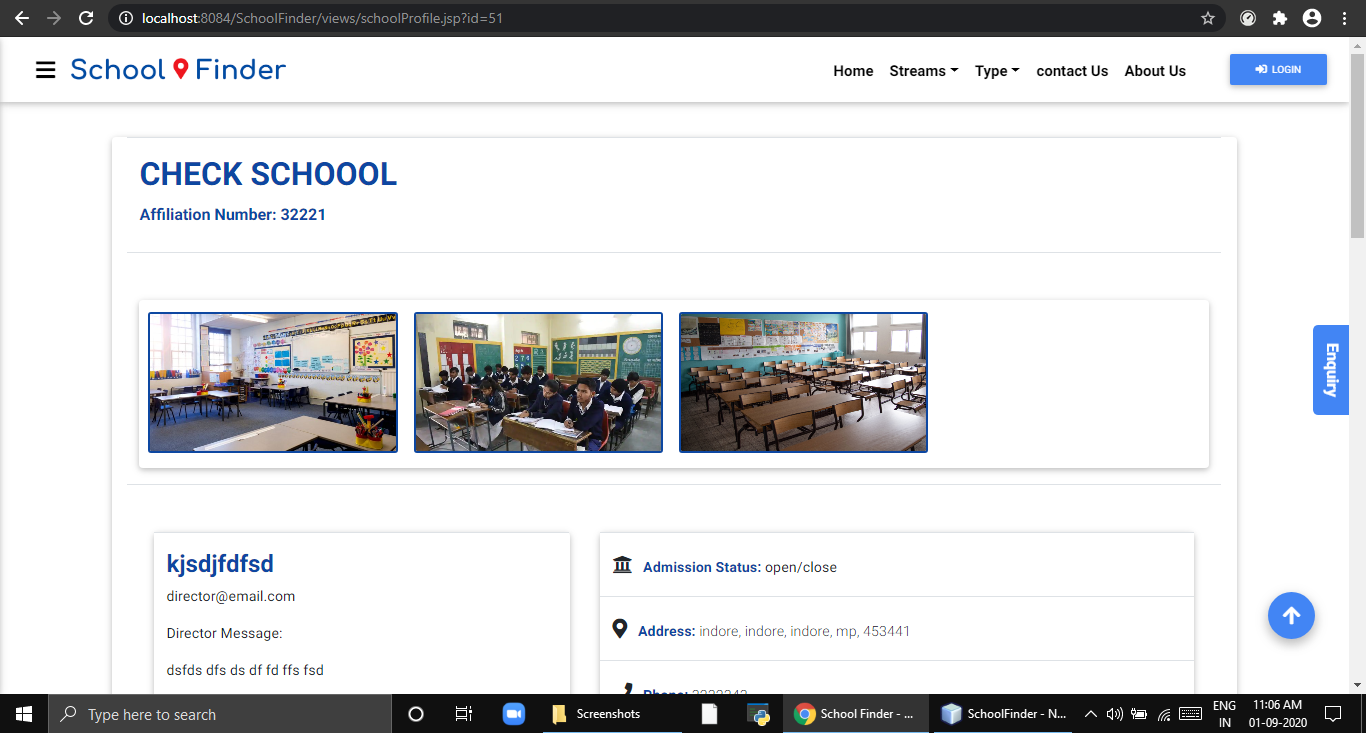 localhost:8084/SchoolFinder/views/schoolProfile.jsp?id=51
School Finder
Home Streams Type contact Us About Us LOGIN
CHECK SCHOOOL
Affiliation Number: 32221
Enquiry
kjsdjfdfsd
director@email.com
Director Message:
dsfds dfs ds df fd ffs fsd
Admission Status: open/close
Address: indore, indore, indore, mp, 453441
Phone:
Type here to search
Screenshots
School Finder - ...
SchoolFinder - N...
ENG
IN
11:06 AM
01-09-2020